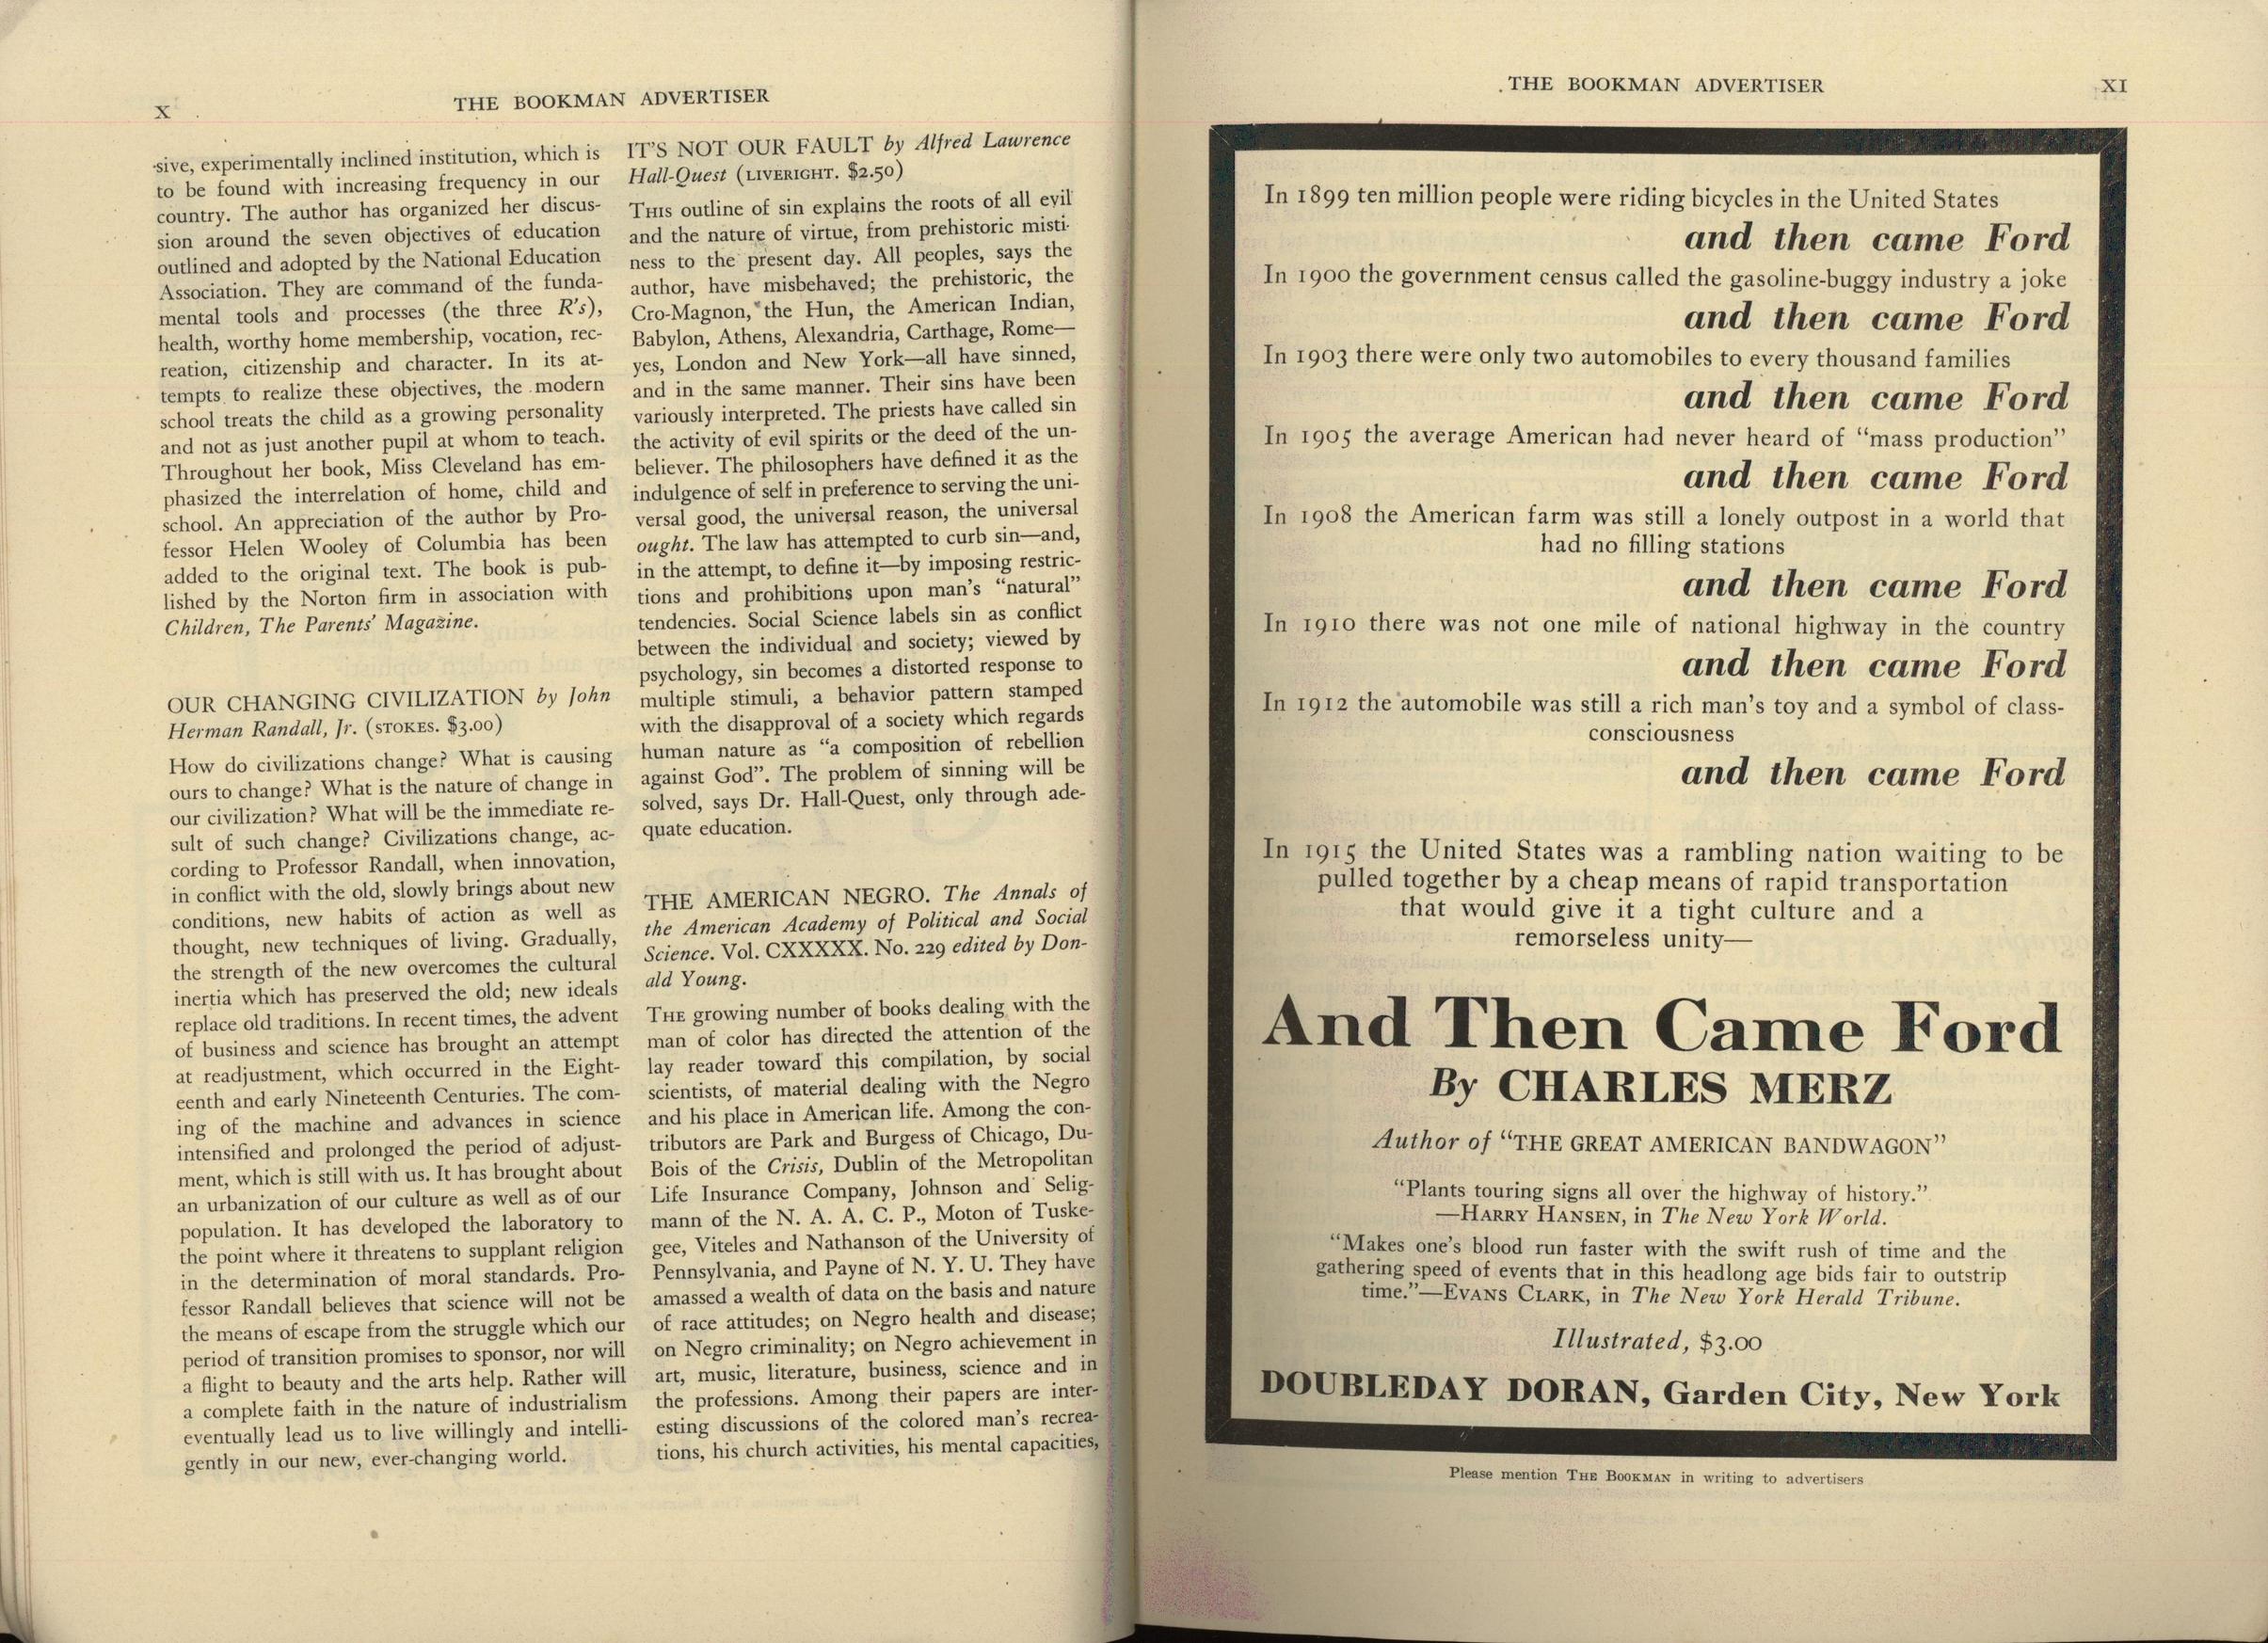 X
THE BOOKMAN ADVERTISER
sive, experimentally inclined institution, which is
to be found with increasing frequency in our
country. The author has organized her discus-
sion around the seven objectives of education
outlined and adopted by the National Education
Association. They are command of the funda-
mental tools and processes (the three R's),
health, worthy home membership, vocation, rec-
reation, citizenship and character. In its at-
tempts to realize these objectives, the modern
school treats the child as a growing personality
and not as just another pupil at whom to teach.
Throughout her book, Miss Cleveland has em-
phasized the interrelation of home, child and
school. An appreciation of the author by Pro-
fessor Helen Wooley of Columbia has been
added to the original text. The book is pub-
lished by the Norton firm in association with
Children, The Parents' Magazine.
OUR CHANGING CIVILIZATION by John
Herman Randall, Jr. (STOKES. $3.00)
How do civilizations change? What is causing
ours to change? What is the nature of change in
our civilization? What will be the immediate re-
sult of such change? Civilizations change, ac-
cording to Professor Randall, when innovation,
in conflict with the old, slowly brings about new
conditions, new habits of action as well as
thought, new techniques of living. Gradually,
the strength of the new overcomes the cultural
inertia which has preserved the old; new ideals
replace old traditions. In recent times, the advent
of business and science has brought an attempt
at readjustment, which occurred in the Eight-
eenth and early Nineteenth Centuries. The com-
ing of the machine and advances in science
intensified and prolonged the period of adjust-
ment, which is still with us. It has brought about
an urbanization of our culture as well as of our
population. It has developed the laboratory to
the point where it threatens to supplant religion
in the determination of moral standards. Pro-
fessor Randall believes that science will not be
the means of escape from the struggle which our
period of transition promises to sponsor, nor will
a flight to beauty and the arts help. Rather will
a complete faith in the nature of industrialism
eventually lead us to live willingly and intelli-
gently in our new, ever-changing world.
IT'S NOT OUR FAULT by Alfred Lawrence
Hall-Quest (LIVERIGHT. $2.50)
THIS outline of sin explains the roots of all evil
and the nature of virtue, from prehistoric misti-
ness to the present day. All peoples, says the
author, have misbehaved; the prehistoric, the
Cro-Magnon, the Hun, the American Indian,
Babylon, Athens, Alexandria, Carthage, Rome—
yes, London and New York—all have sinned,
and in the same manner. Their sins have been
variously interpreted. The priests have called sin
the activity of evil spirits or the deed of the un-
believer. The philosophers have defined it as the
indulgence of self in preference to serving the uni-
versal good, the universal reason, the universal
ought. The law has attempted to curb sin—and,
in the attempt, to define it—by imposing restric-
tions and prohibitions upon man's "natural"
tendencies. Social Science labels sin as conflict
between the individual and society; viewed by
psychology, sin becomes a distorted response to
multiple stimuli, a behavior pattern stamped
with the disapproval of a society which regards
human nature as "a composition of rebellion
against God". The problem of sinning will be
solved, says Dr. Hall-Quest, only through ade-
quate education.
THE AMERICAN NEGRO. The Annals of
the American Academy of Political and Social
Science. Vol. CXXXXX. No. 229 edited by Don-
ald Young.
THE growing number of books dealing with the
man of color has directed the attention of the
lay reader toward this compilation, by social
scientists, of material dealing with the Negro
and his place in American life. Among the con-
tributors are Park and Burgess of Chicago, Du-
Bois of the Crisis, Dublin of the Metropolitan
Life Insurance Company, Johnson and Selig-
mann of the N. A. A. C. P., Moton of Tuske-
gee, Viteles and Nathanson of the University of
Pennsylvania, and Payne of N. Y. U. They have
amassed a wealth of data on the basis and nature
of race attitudes; on Negro health and disease;
on Negro criminality; on Negro achievement in
art, music, literature, business, science and in
the professions. Among their papers are inter-
esting discussions of the colored man's recrea-
tions, his church activities, his mental capacities,
THE BOOKMAN ADVERTISER
XI
In 1899 ten million people were riding bicycles in the United States
and then came Ford
In 1900 the government census called the gasoline-buggy industry a joke
and then came Ford
In 1903 there were only two automobiles to every thousand families
and then came Ford
In 1905 the average American had never heard of "mass production"
and then came Ford
In 1908 the American farm was still a lonely outpost in a world that
had no filling stations
and then came Ford
In 1910 there was not one mile of national highway in the country
and then came Ford
In 1912 the automobile was still a rich man's toy and a symbol of class-
consciousness
and then came Ford
In 1915 the United States was a rambling nation waiting to be
pulled together by a cheap means of rapid transportation
that would give it a tight culture and a
remorseless unity—
And Then Came Ford
By CHARLES MERZ
Author of "THE GREAT AMERICAN BANDWAGON"
"Plants touring signs all over the highway of history."
—HARRY HANSEN, in The New York World.
"Makes one's blood run faster with the swift rush of time and the
gathering speed of events that in this headlong age bids fair to outstrip
time."—EVANS CLARK, in The New York Herald Tribune.
Illustrated, $3.00
DOUBLEDAY DORAN, Garden City, New York
Please mention THE BOOKMAN in writing to advertisers